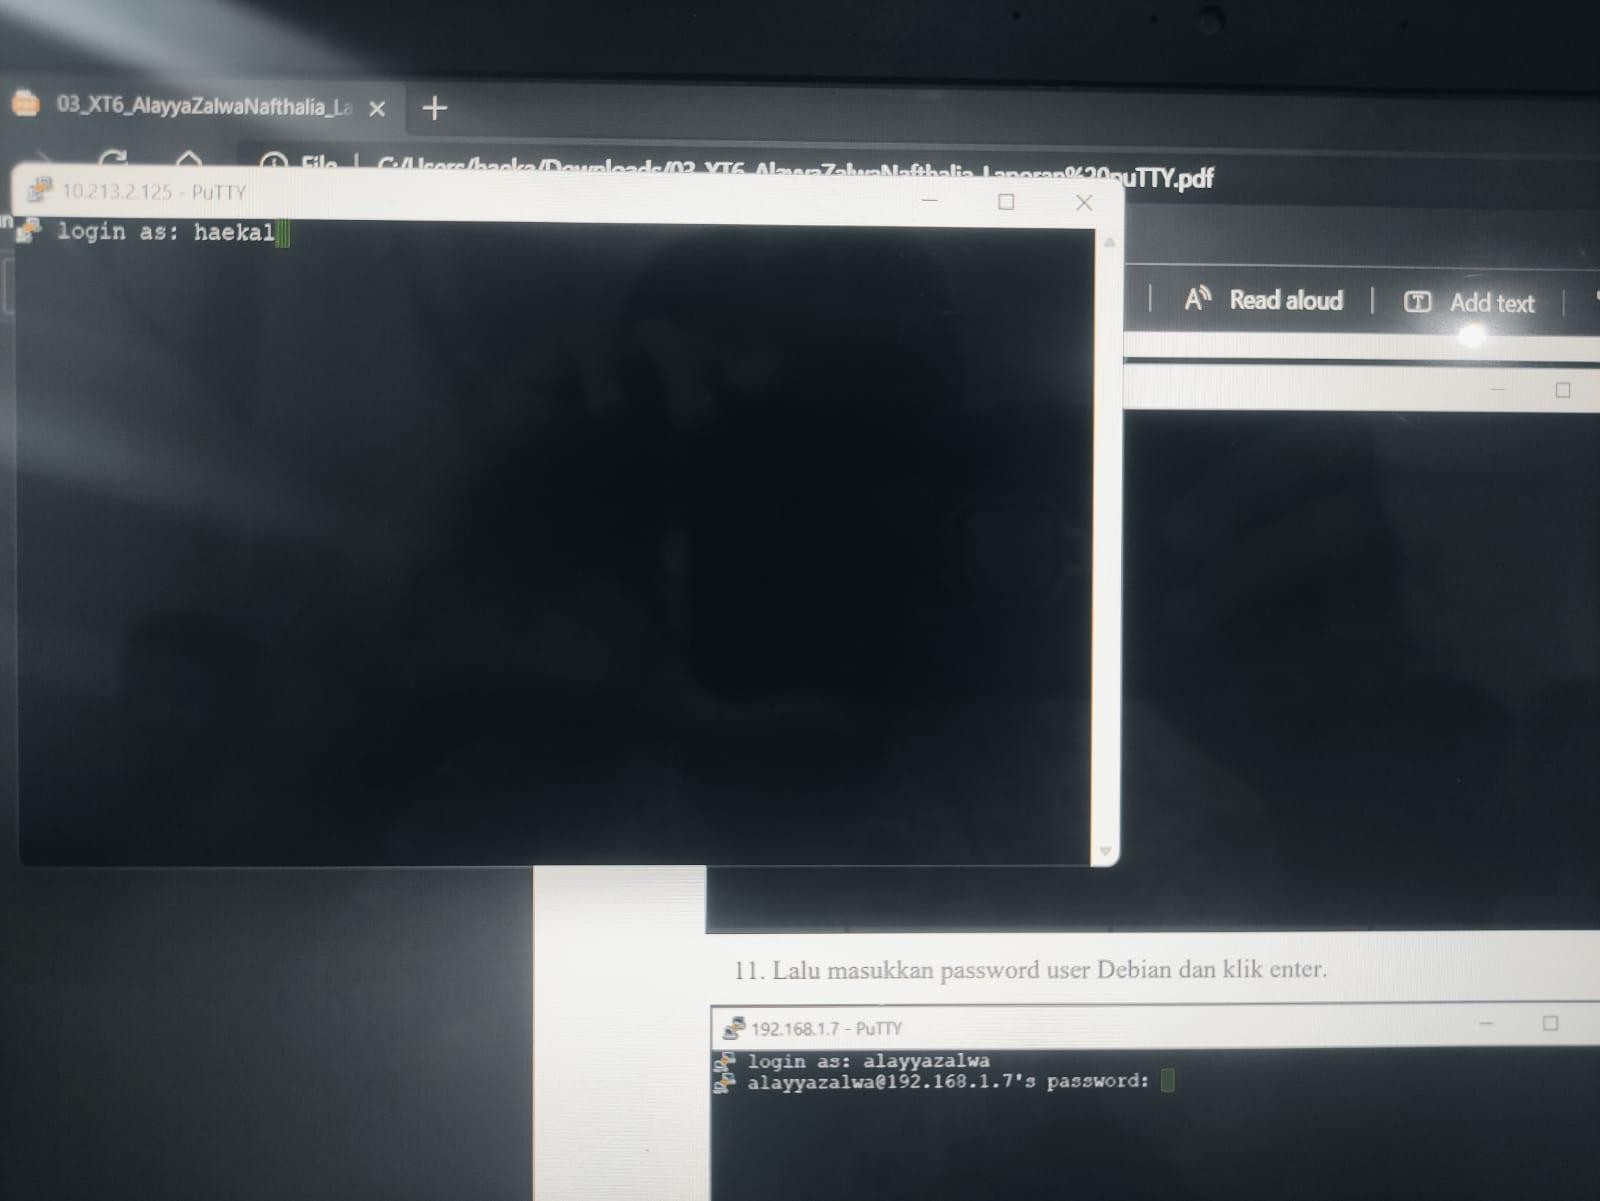 03_XT6_AlayyaZalwaNafthalia_La
File | C:/Users/haeka/Downloads/03_XT6_AlayyaZalwaNafthalia_Laporan%20puTTY.pdf
10.213.2.125 - PuTTY
login as: haekal
Read aloud
Add text
11. Lalu masukkan password user Debian dan klik enter.
192.168.1.7 - PuTTY
login as: alayyazalwa
alayyazalwa@192.168.1.7's password: